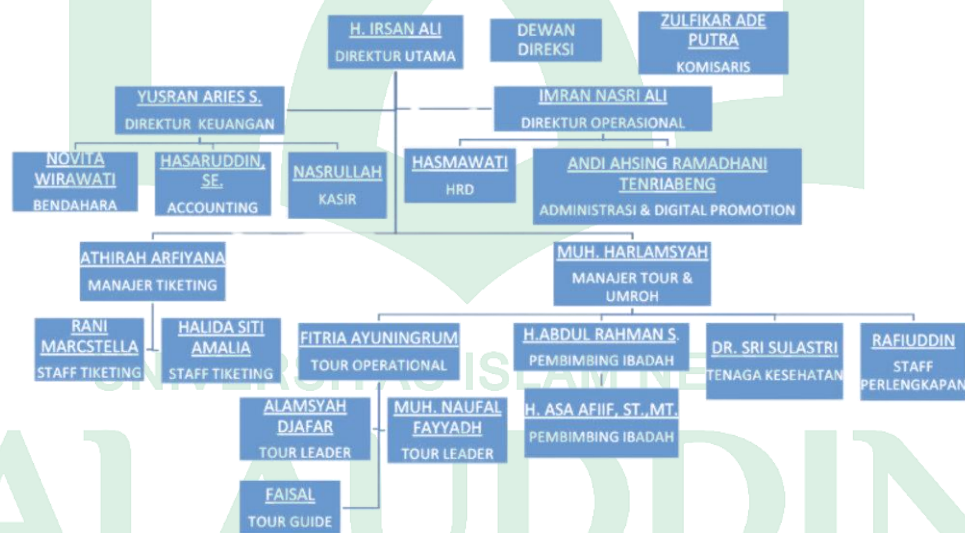 H. IRSAN ALI
DIREKTUR UTAMA
DEWAN
DIREKSI
ZULFIKAR ADE
PUTRA
KOMISARIS
YUSRAN ARIES S.
DIREKTUR KEUANGAN
IMRAN NASRI ALI
DIREKTUR OPERASIONAL
NOVITA
WIRAWATI
BENDAHARA
HASARUDDIN,
SE.
ACCOUNTING
NASRULLAH
KASIR
HASMAWATI
HRD
ANDI AHSING RAMADHANI
TENRIABENG
ADMINISTRASI & DIGITAL PROMOTION
ATHIRAH ARFIYANA
MANAJER TIKETING
MUH. HARLAMSYAH
MANAJER TOUR &
UMROH
RANI
MARCSTELLA
STAFF TIKETING
HALIDA SITI
AMALIA
STAFF TIKETING
FITRIA AYUNINGRUM
TOUR OPERATIONAL
H.ABDUL RAHMAN S.
PEMBIMBING IBADAH
DR. SRI SULASTRI
TENAGA KESEHATAN
RAFIUDDIN
STAFF
PERLENGKAPAN
ALAMSYAH
DJAFAR
TOUR LEADER
MUH. NAUFAL
FAYYADH
TOUR LEADER
H. ASA AFIIF, ST.,MT.
PEMBIMBING IBADAH
FAISAL
TOUR GUIDE
ISLAM
ALAUDDIN